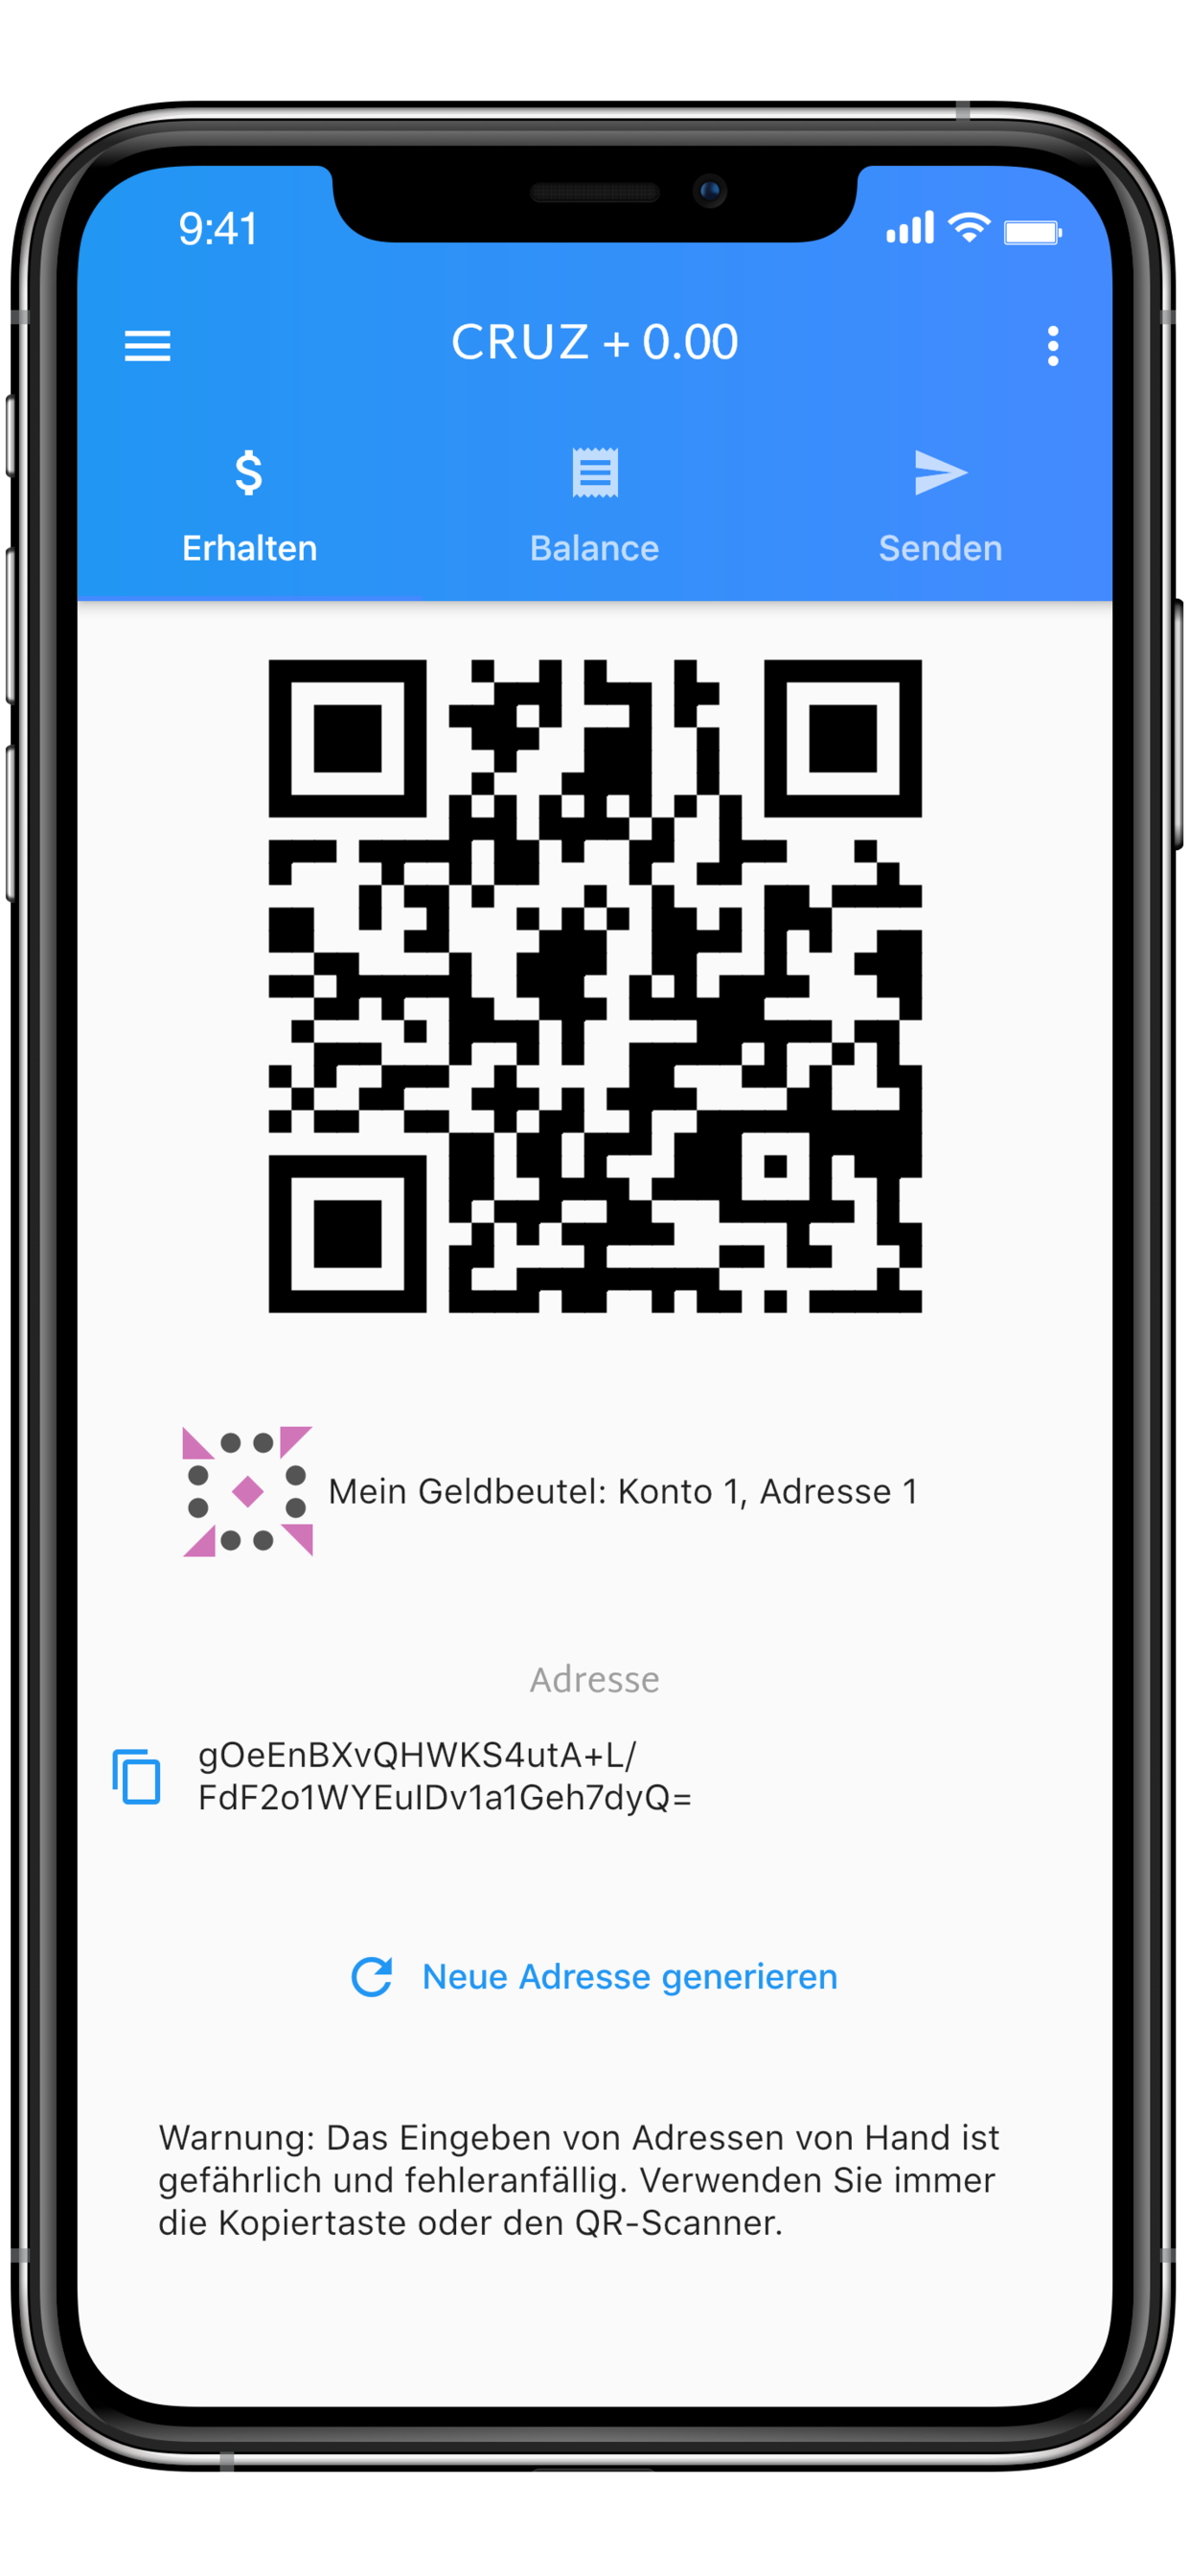 9:41
CRUZ + 0.00
Erhalten
Balance
Senden
Mein Geldbeutel: Konto 1, Adresse 1
Adresse
gOeEnBXvQHWKS4utA+L/
FdF2o1WYEuIDv1a1Geh7dyQ=
Neue Adresse generieren
Warnung: Das Eingeben von Adressen von Hand ist
gefährlich und fehleranfällig. Verwenden Sie immer
die Kopiertaste oder den QR-Scanner.